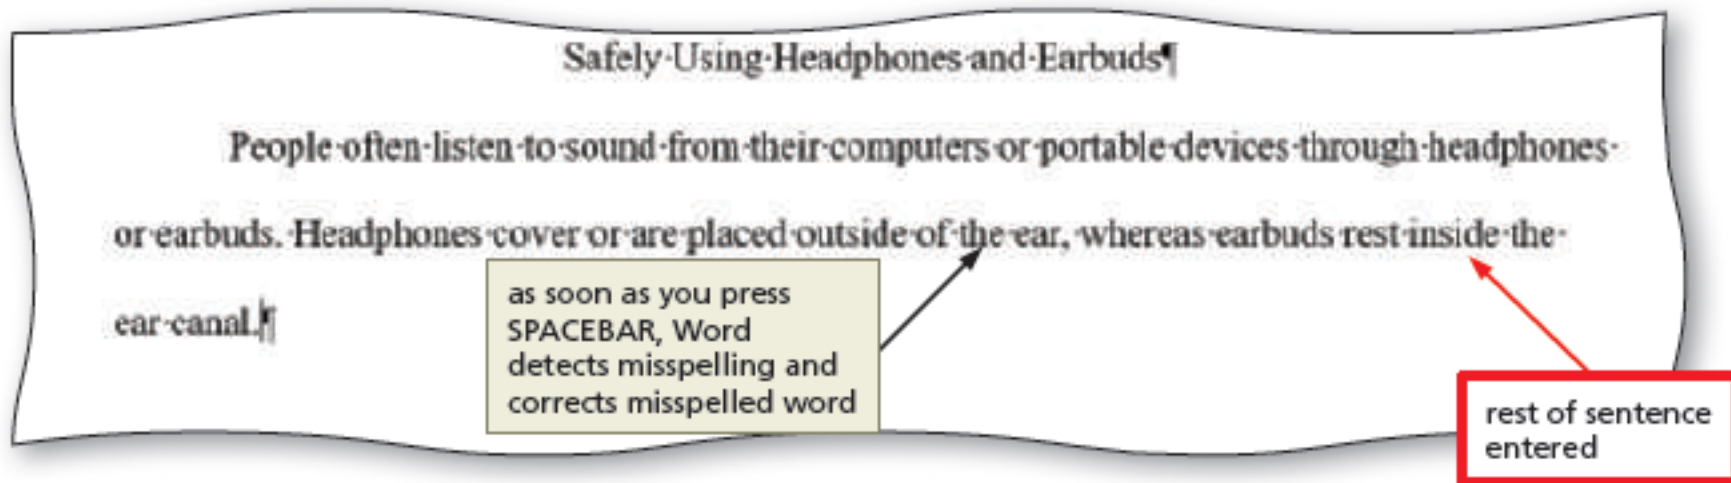 Safely·Using·Headphones·and·Earbuds¶
People·often·listen·to·sound·from·their·computers·or·portable·devices·through·headphones·
or·earbuds.·Headphones·cover·or·are·placed·outside·of·the·ear,·whereas·earbuds·rest·inside·the·
ear·canal.¶
as soon as you press
SPACEBAR, Word
detects misspelling and
corrects misspelled word
rest of sentence
entered